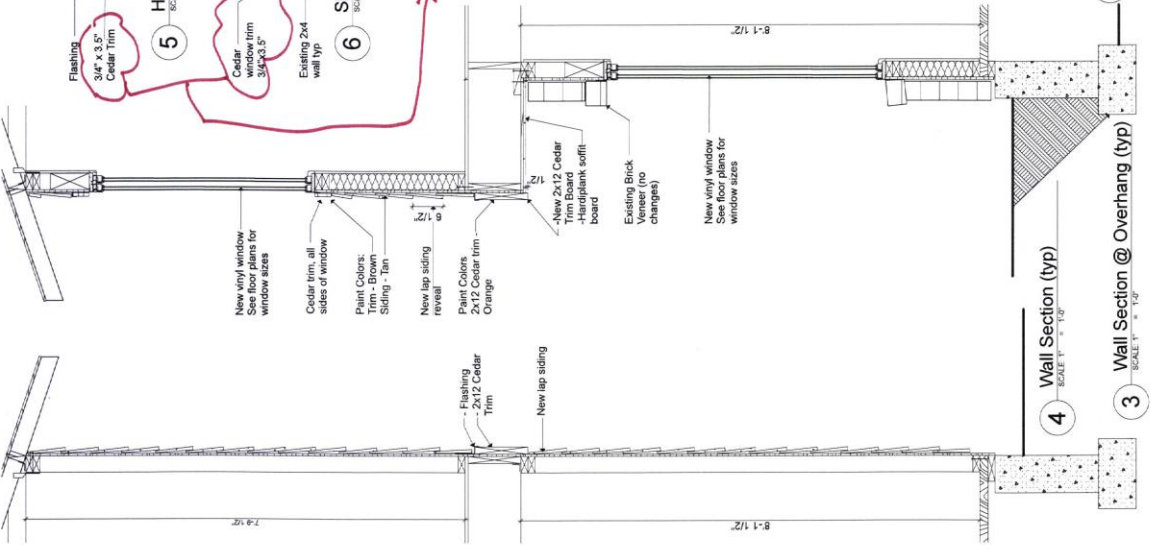 Flashing
3/4" x 3.5"
Cedar Trim
5
H
Cedar
window trim
3/4"x3.5"
Existing 2x4
wall typ
6
S
New vinyl window
See floor plans for
window sizes
Cedar trim, all
sides of window
Paint Colors:
Trim - Brown
Siding - Tan
6 1/2"
New lap siding
reveal
Paint Colors
2x12 Cedar trim -
Orange
1/2"
-New 2x12 Cedar
Trim Board
-Hardiplank soffit
board
Existing Brick
Veneer (no
changes)
New vinyl window
See floor plans for
window sizes
8'-1 1/2"
- Flashing
- 2x12 Cedar
Trim
New lap siding
8'-1 1/2"
4
Wall Section (typ)
SCALE: 1" = 1'-0"
3
Wall Section @ Overhang (typ)
SCALE: 1" = 1'-0"